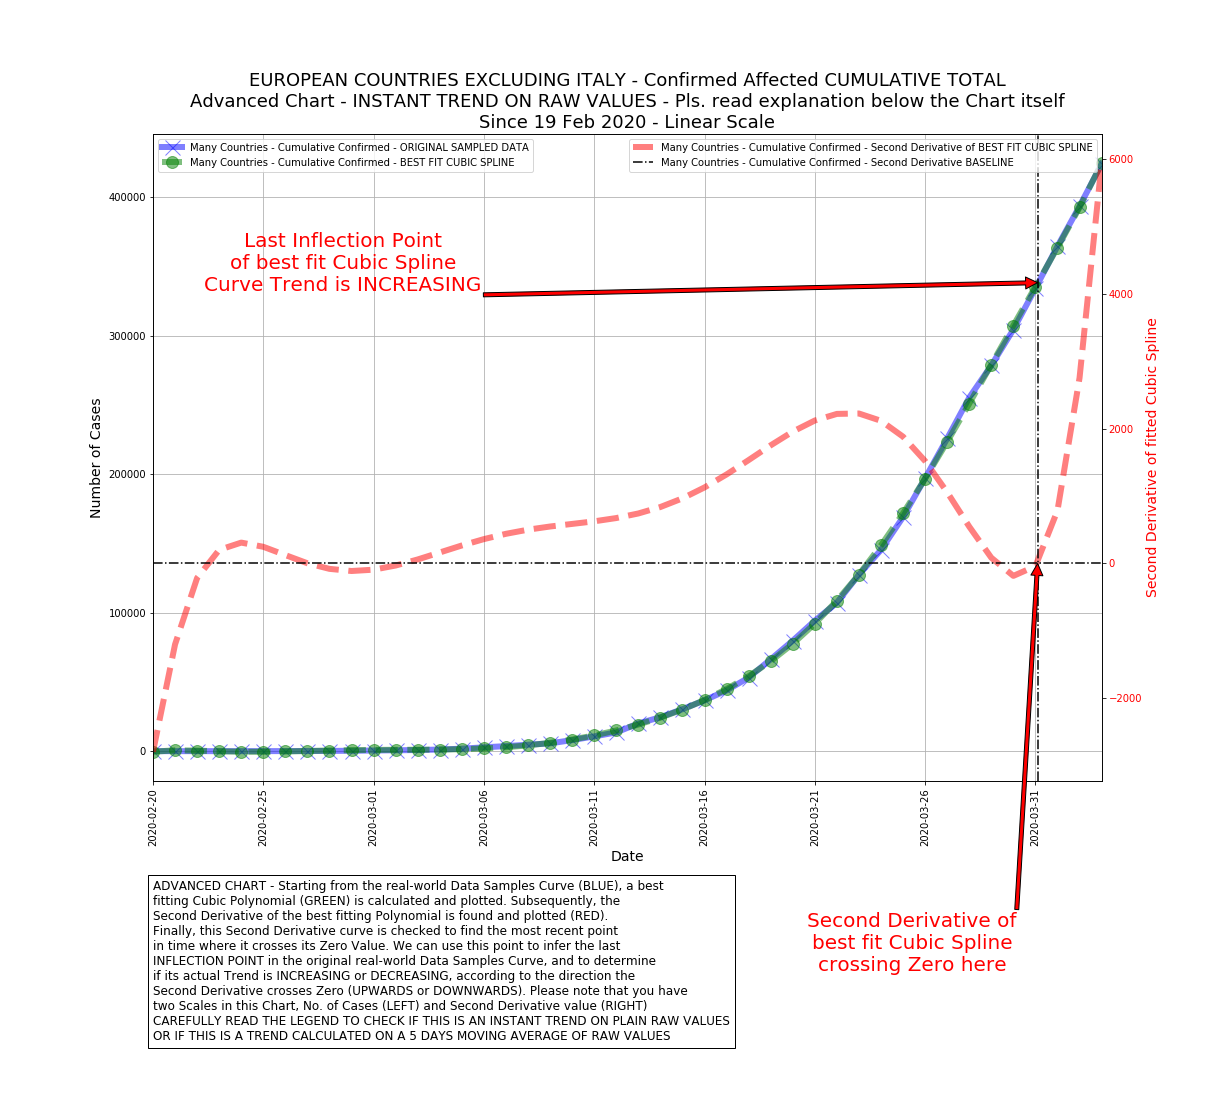 EUROPEAN COUNTRIES EXCLUDING ITALY - Confirmed Affected CUMULATIVE TOTAL
Advanced Chart - INSTANT TREND ON RAW VALUES - Pls. read explanation below the Chart itself
Since 19 Feb 2020 - Linear Scale
Many Countries - Cumulative Confirmed - ORIGINAL SAMPLED DATA
Many Countries - Cumulative Confirmed - BEST FIT CUBIC SPLINE
Many Countries - Cumulative Confirmed - Second Derivative of BEST FIT CUBIC SPLINE
Many Countries - Cumulative Confirmed - Second Derivative BASELINE
Last Inflection Point
of best fit Cubic Spline
Curve Trend is INCREASING
Number of Cases
400000
300000
200000
100000
0
6000
4000
2000
0
−2000
Second Derivative of fitted Cubic Spline
2020-02-20
2020-02-25
2020-03-01
2020-03-06
2020-03-11
2020-03-16
2020-03-21
2020-03-26
2020-03-31
Date
ADVANCED CHART - Starting from the real-world Data Samples Curve (BLUE), a best
fitting Cubic Polynomial (GREEN) is calculated and plotted. Subsequently, the
Second Derivative of the best fitting Polynomial is found and plotted (RED).
Finally, this Second Derivative curve is checked to find the most recent point
in time where it crosses its Zero Value. We can use this point to infer the last
INFLECTION POINT in the original real-world Data Samples Curve, and to determine
if its actual Trend is INCREASING or DECREASING, according to the direction the
Second Derivative crosses Zero (UPWARDS or DOWNWARDS). Please note that you have
two Scales in this Chart, No. of Cases (LEFT) and Second Derivative value (RIGHT)
CAREFULLY READ THE LEGEND TO CHECK IF THIS IS AN INSTANT TREND ON PLAIN RAW VALUES
OR IF THIS IS A TREND CALCULATED ON A 5 DAYS MOVING AVERAGE OF RAW VALUES
Second Derivative of
best fit Cubic Spline
crossing Zero here